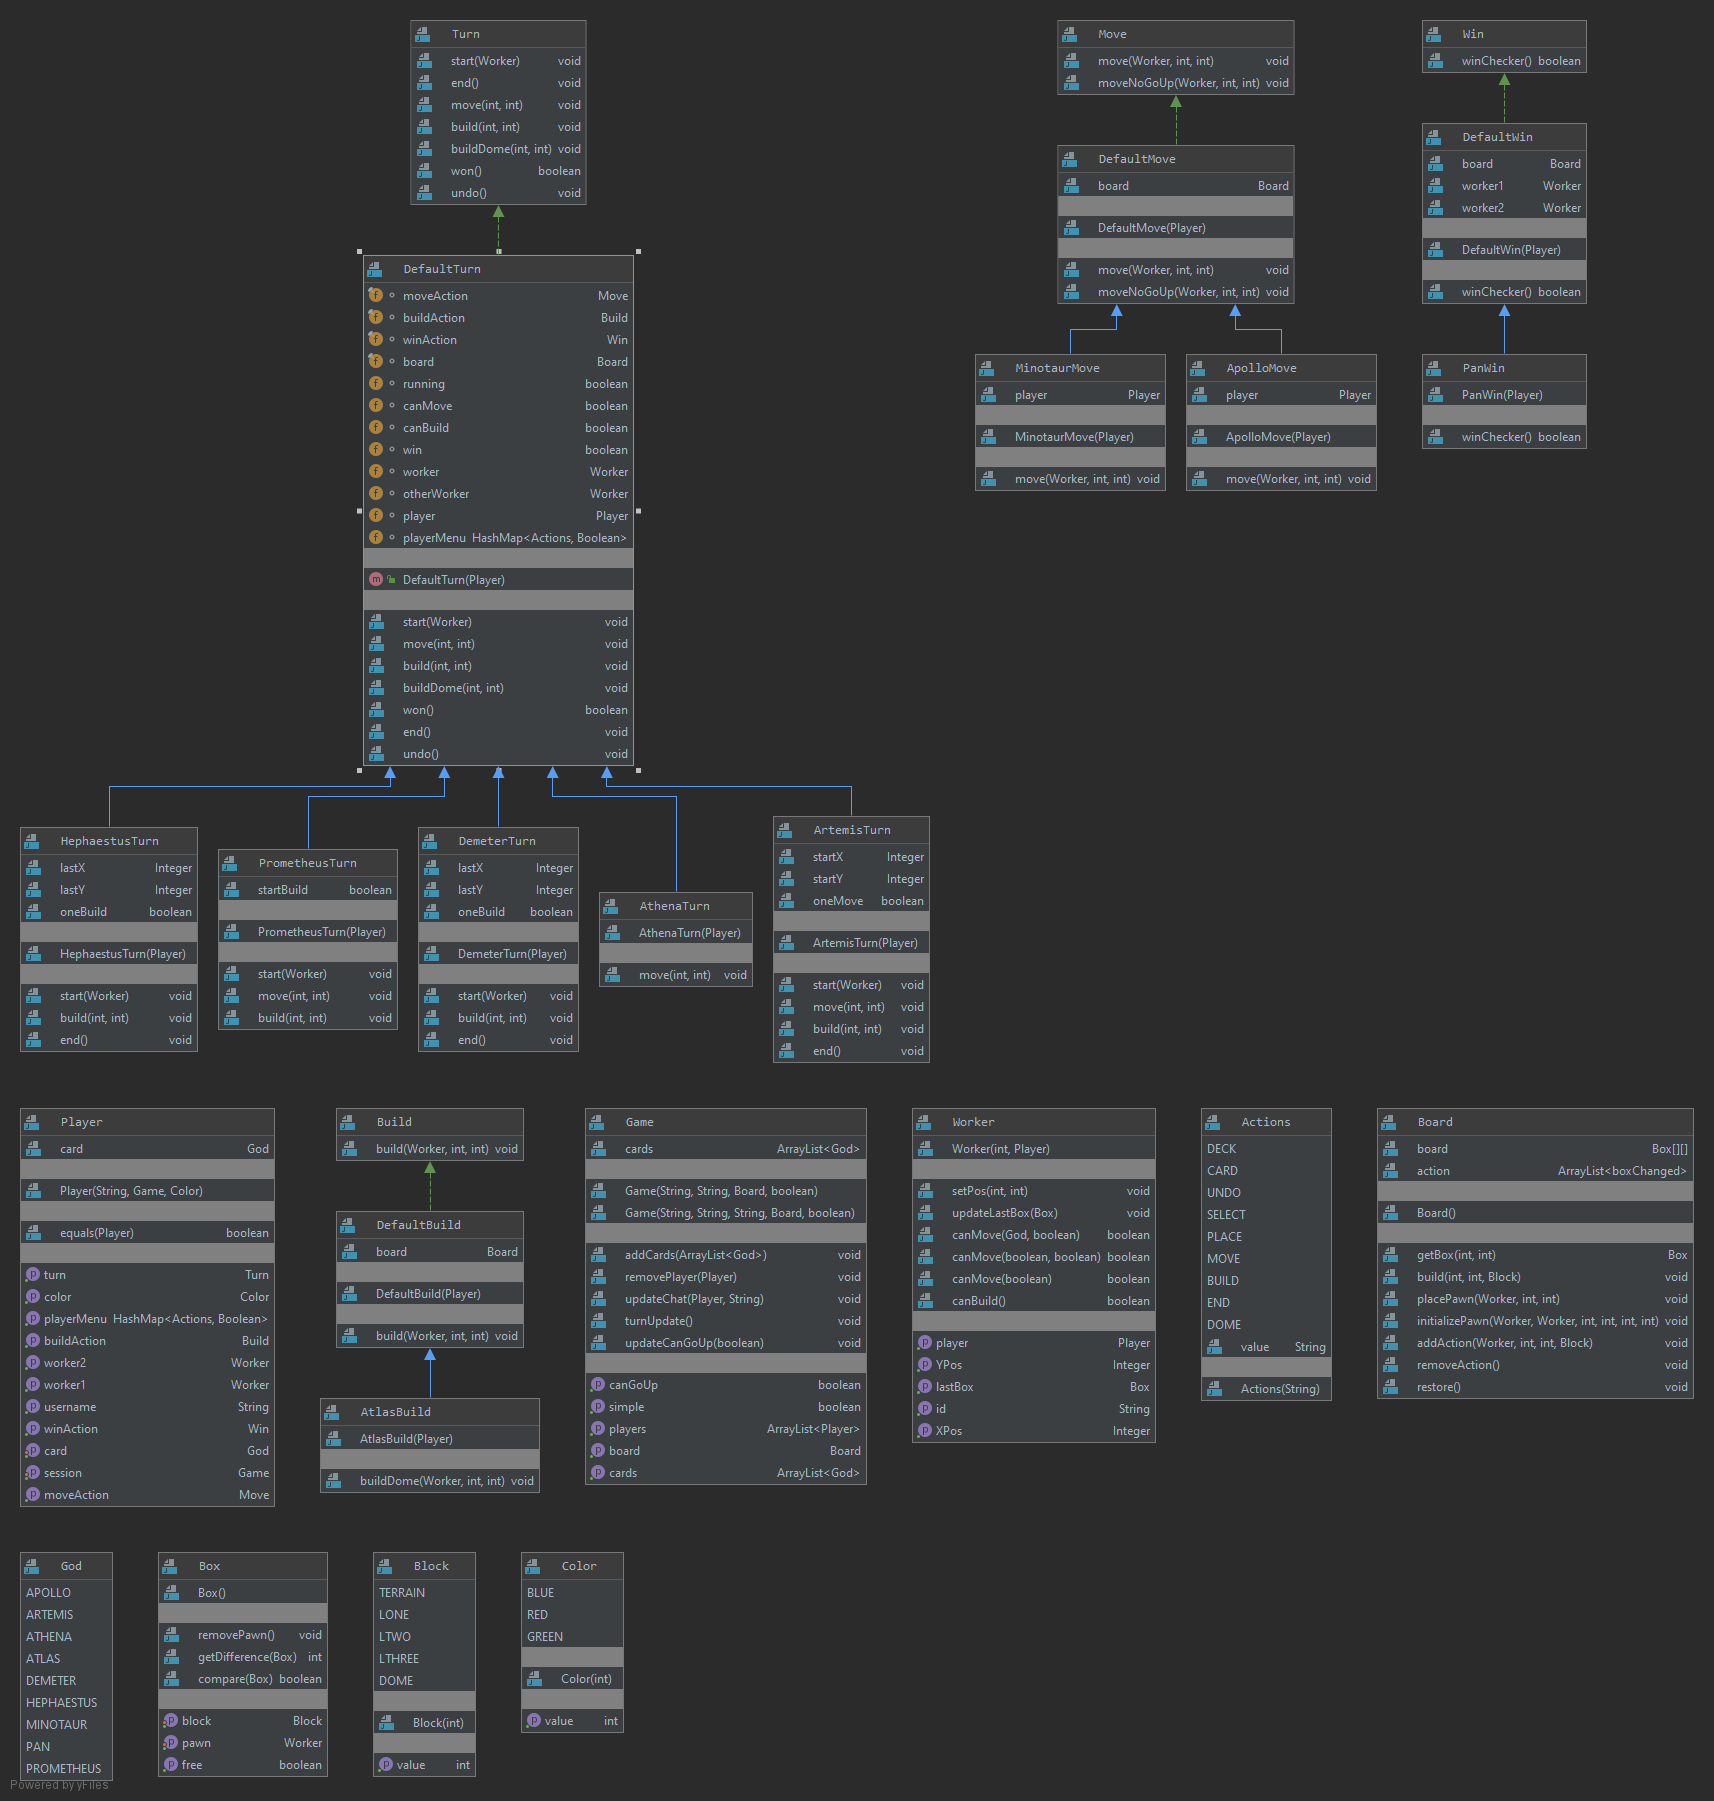 Turn
start(Worker) void
end() void
move(int, int) void
build(int, int) void
buildDome(int, int) void
won() boolean
undo() void
Move
move(Worker, int, int) void
moveNoGoUp(Worker, int, int) void
Win
winChecker() boolean
DefaultMove
board Board
DefaultMove(Player)
move(Worker, int, int) void
moveNoGoUp(Worker, int, int) void
DefaultWin
board Board
worker1 Worker
worker2 Worker
DefaultWin(Player)
winChecker() boolean
DefaultTurn
moveAction Move
buildAction Build
winAction Win
board Board
running boolean
canMove boolean
canBuild boolean
win boolean
worker Worker
otherWorker Worker
player Player
playerMenu HashMap<Actions, Boolean>
DefaultTurn(Player)
start(Worker) void
move(int, int) void
build(int, int) void
buildDome(int, int) void
won() boolean
end() void
undo() void
MinotaurMove
player Player
MinotaurMove(Player)
move(Worker, int, int) void
ApolloMove
player Player
ApolloMove(Player)
move(Worker, int, int) void
PanWin
PanWin(Player)
winChecker() boolean
HephaestusTurn
lastX Integer
lastY Integer
oneBuild boolean
HephaestusTurn(Player)
start(Worker) void
build(int, int) void
end() void
PrometheusTurn
startBuild boolean
PrometheusTurn(Player)
start(Worker) void
move(int, int) void
build(int, int) void
DemeterTurn
lastX Integer
lastY Integer
oneBuild boolean
DemeterTurn(Player)
start(Worker) void
build(int, int) void
end() void
AthenaTurn
AthenaTurn(Player)
move(int, int) void
ArtemisTurn
startX Integer
startY Integer
oneMove boolean
ArtemisTurn(Player)
start(Worker) void
move(int, int) void
build(int, int) void
end() void
Player
card God
Player(String, Game, Color)
equals(Player) boolean
turn Turn
color Color
playerMenu HashMap<Actions, Boolean>
buildAction Build
worker2 Worker
worker1 Worker
username String
winAction Win
card God
session Game
moveAction Move
Build
build(Worker, int, int) void
DefaultBuild
board Board
DefaultBuild(Player)
build(Worker, int, int) void
AtlasBuild
AtlasBuild(Player)
buildDome(Worker, int, int) void
Game
cards ArrayList<God>
Game(String, String, Board, boolean)
Game(String, String, String, Board, boolean)
addCards(ArrayList<God>) void
removePlayer(Player) void
updateChat(Player, String) void
turnUpdate() void
updateCanGoUp(boolean) void
canGoUp boolean
simple boolean
players ArrayList<Player>
board Board
cards ArrayList<God>
Worker
Worker(int, Player)
setPos(int, int) void
updateLastBox(Box) void
canMove(God, boolean) boolean
canMove(boolean, boolean) boolean
canMove(boolean) boolean
canBuild() boolean
player Player
YPos Integer
lastBox Box
id String
XPos Integer
Actions
DECK
CARD
UNDO
SELECT
PLACE
MOVE
BUILD
END
DOME
value String
Actions(String)
Board
board Box[][]
action ArrayList<boxChanged>
Board()
getBox(int, int) Box
build(int, int, Block) void
placePawn(Worker, int, int) void
initializePawn(Worker, Worker, int, int, int, int) void
addAction(Worker, int, int, Block) void
removeAction() void
restore() void
God
APOLLO
ARTEMIS
ATHENA
ATLAS
DEMETER
HEPHAESTUS
MINOTAUR
PAN
PROMETHEUS
Box
Box()
removePawn() void
getDifference(Box) int
compare(Box) boolean
block Block
pawn Worker
free boolean
Block
TERRAIN
LONE
LTWO
LTHREE
DOME
Block(int)
value int
Color
BLUE
RED
GREEN
Color(int)
value int
Powered by yFiles